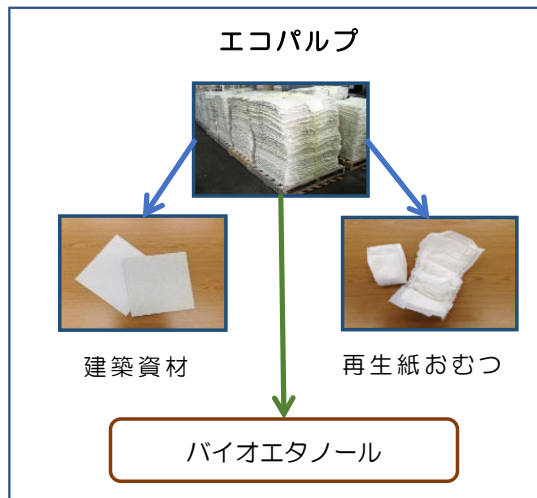 エコパルプ
建築資材
再生紙おむつ
バイオエタノール